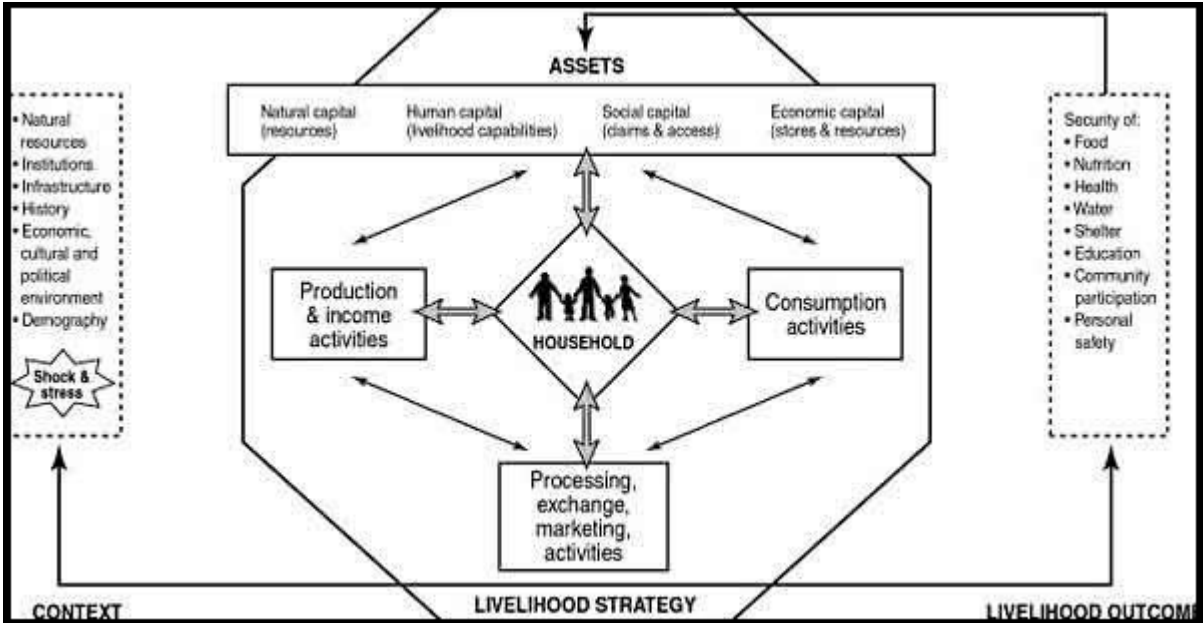 ASSETS
Natural capital
(resources)
Human capital
(livelihood capabilities)
Social capital
(claims & access)
Economic capital
(stores & resources)
• Natural
resources
• Institutions
• Infrastructure
• History
• Economic,
cultural and
political
environment
• Demography
Shock &
stress
Production
& income
activities
HOUSEHOLD
Consumption
activities
Processing,
exchange,
marketing,
activities
Security of:
• Food
• Nutrition
• Health
• Water
• Shelter
• Education
• Community
participation
• Personal
safety
CONTEXT
LIVELIHOOD STRATEGY
LIVELIHOOD OUTCOME